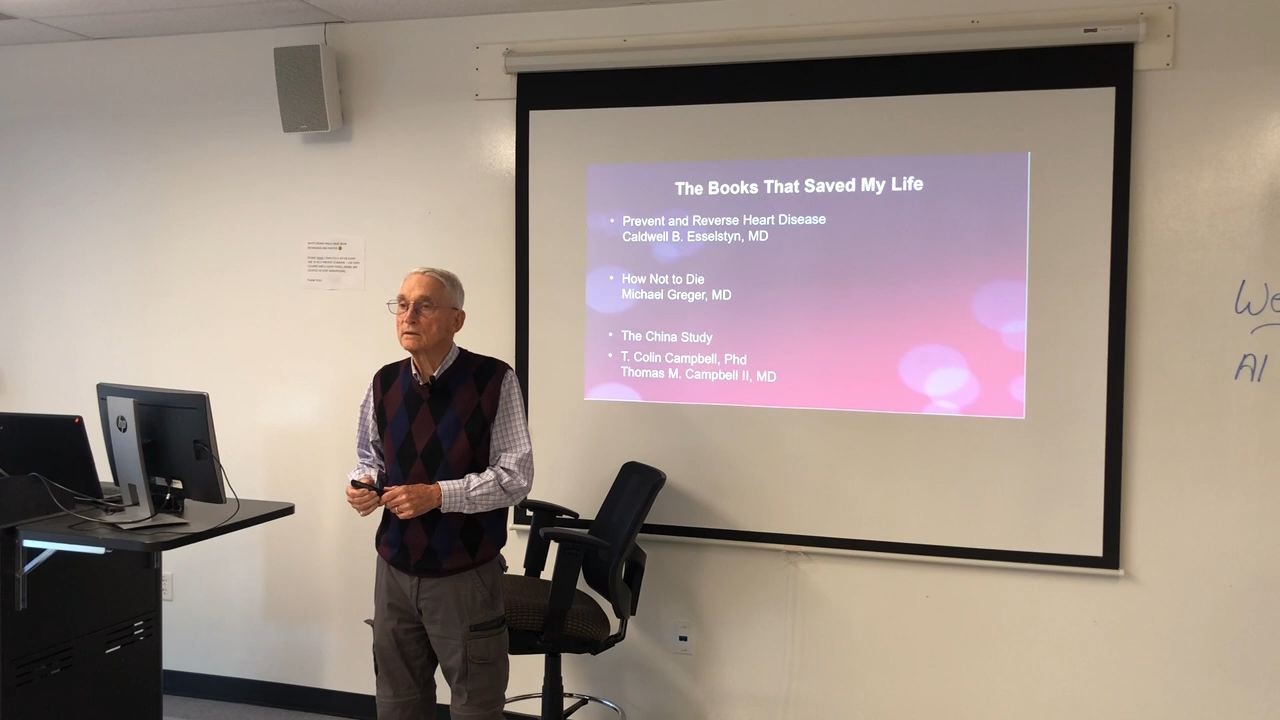 The Books That Saved My Life
• Prevent and Reverse Heart Disease
Caldwell B. Esselstyn, MD
• How Not to Die
Michael Greger, MD
• The China Study
• T. Colin Campbell, Phd
Thomas M. Campbell II, MD
hp
We
AI